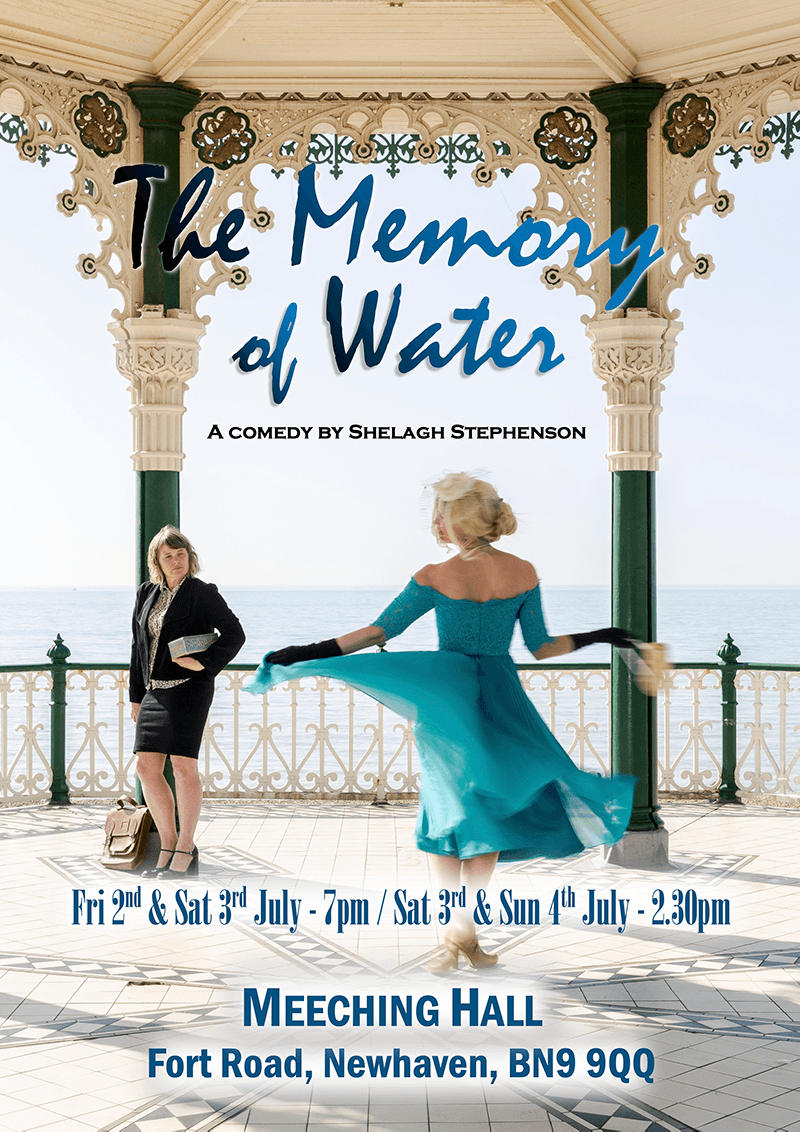 The Memory
of Water
A comedy by Shelagh Stephenson
Fri 2nd & Sat 3rd July - 7pm / Sat 3rd & Sun 4th July - 2.30pm
Meeching Hall
Fort Road, Newhaven, BN9 9QQ